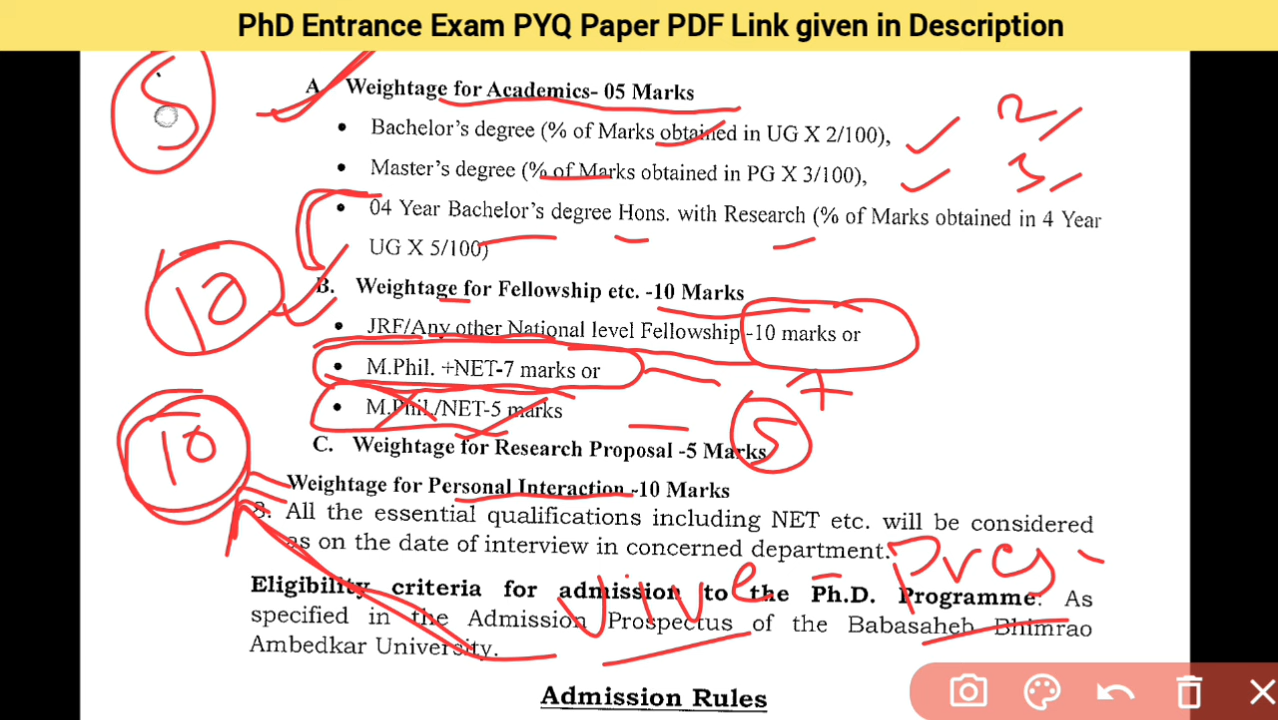 PhD Entrance Exam PYQ Paper PDF Link given in Description
5
A. Weightage for Academics- 05 Marks
• Bachelor's degree (% of Marks obtained in UG X 2/100), 2/
• Master's degree (% of Marks obtained in PG X 3/100), 3/
• 04 Year Bachelor's degree Hons. with Research (% of Marks obtained in 4 Year
UG X 5/100)
10
B. Weightage for Fellowship etc. -10 Marks
• JRF/Any other National level Fellowship -10 marks or
• M.Phil. +NET-7 marks or
• M.Phil./NET-5 marks
5
C. Weightage for Research Proposal -5 Marks
10
Weightage for Personal Interaction -10 Marks
8. All the essential qualifications including NET etc. will be considered
as on the date of interview in concerned department.
Eligibility criteria for admission to the Ph.D. Programme: As
specified in the Admission Prospectus of the Babasaheb Bhimrao
Ambedkar University.
Admission Rules